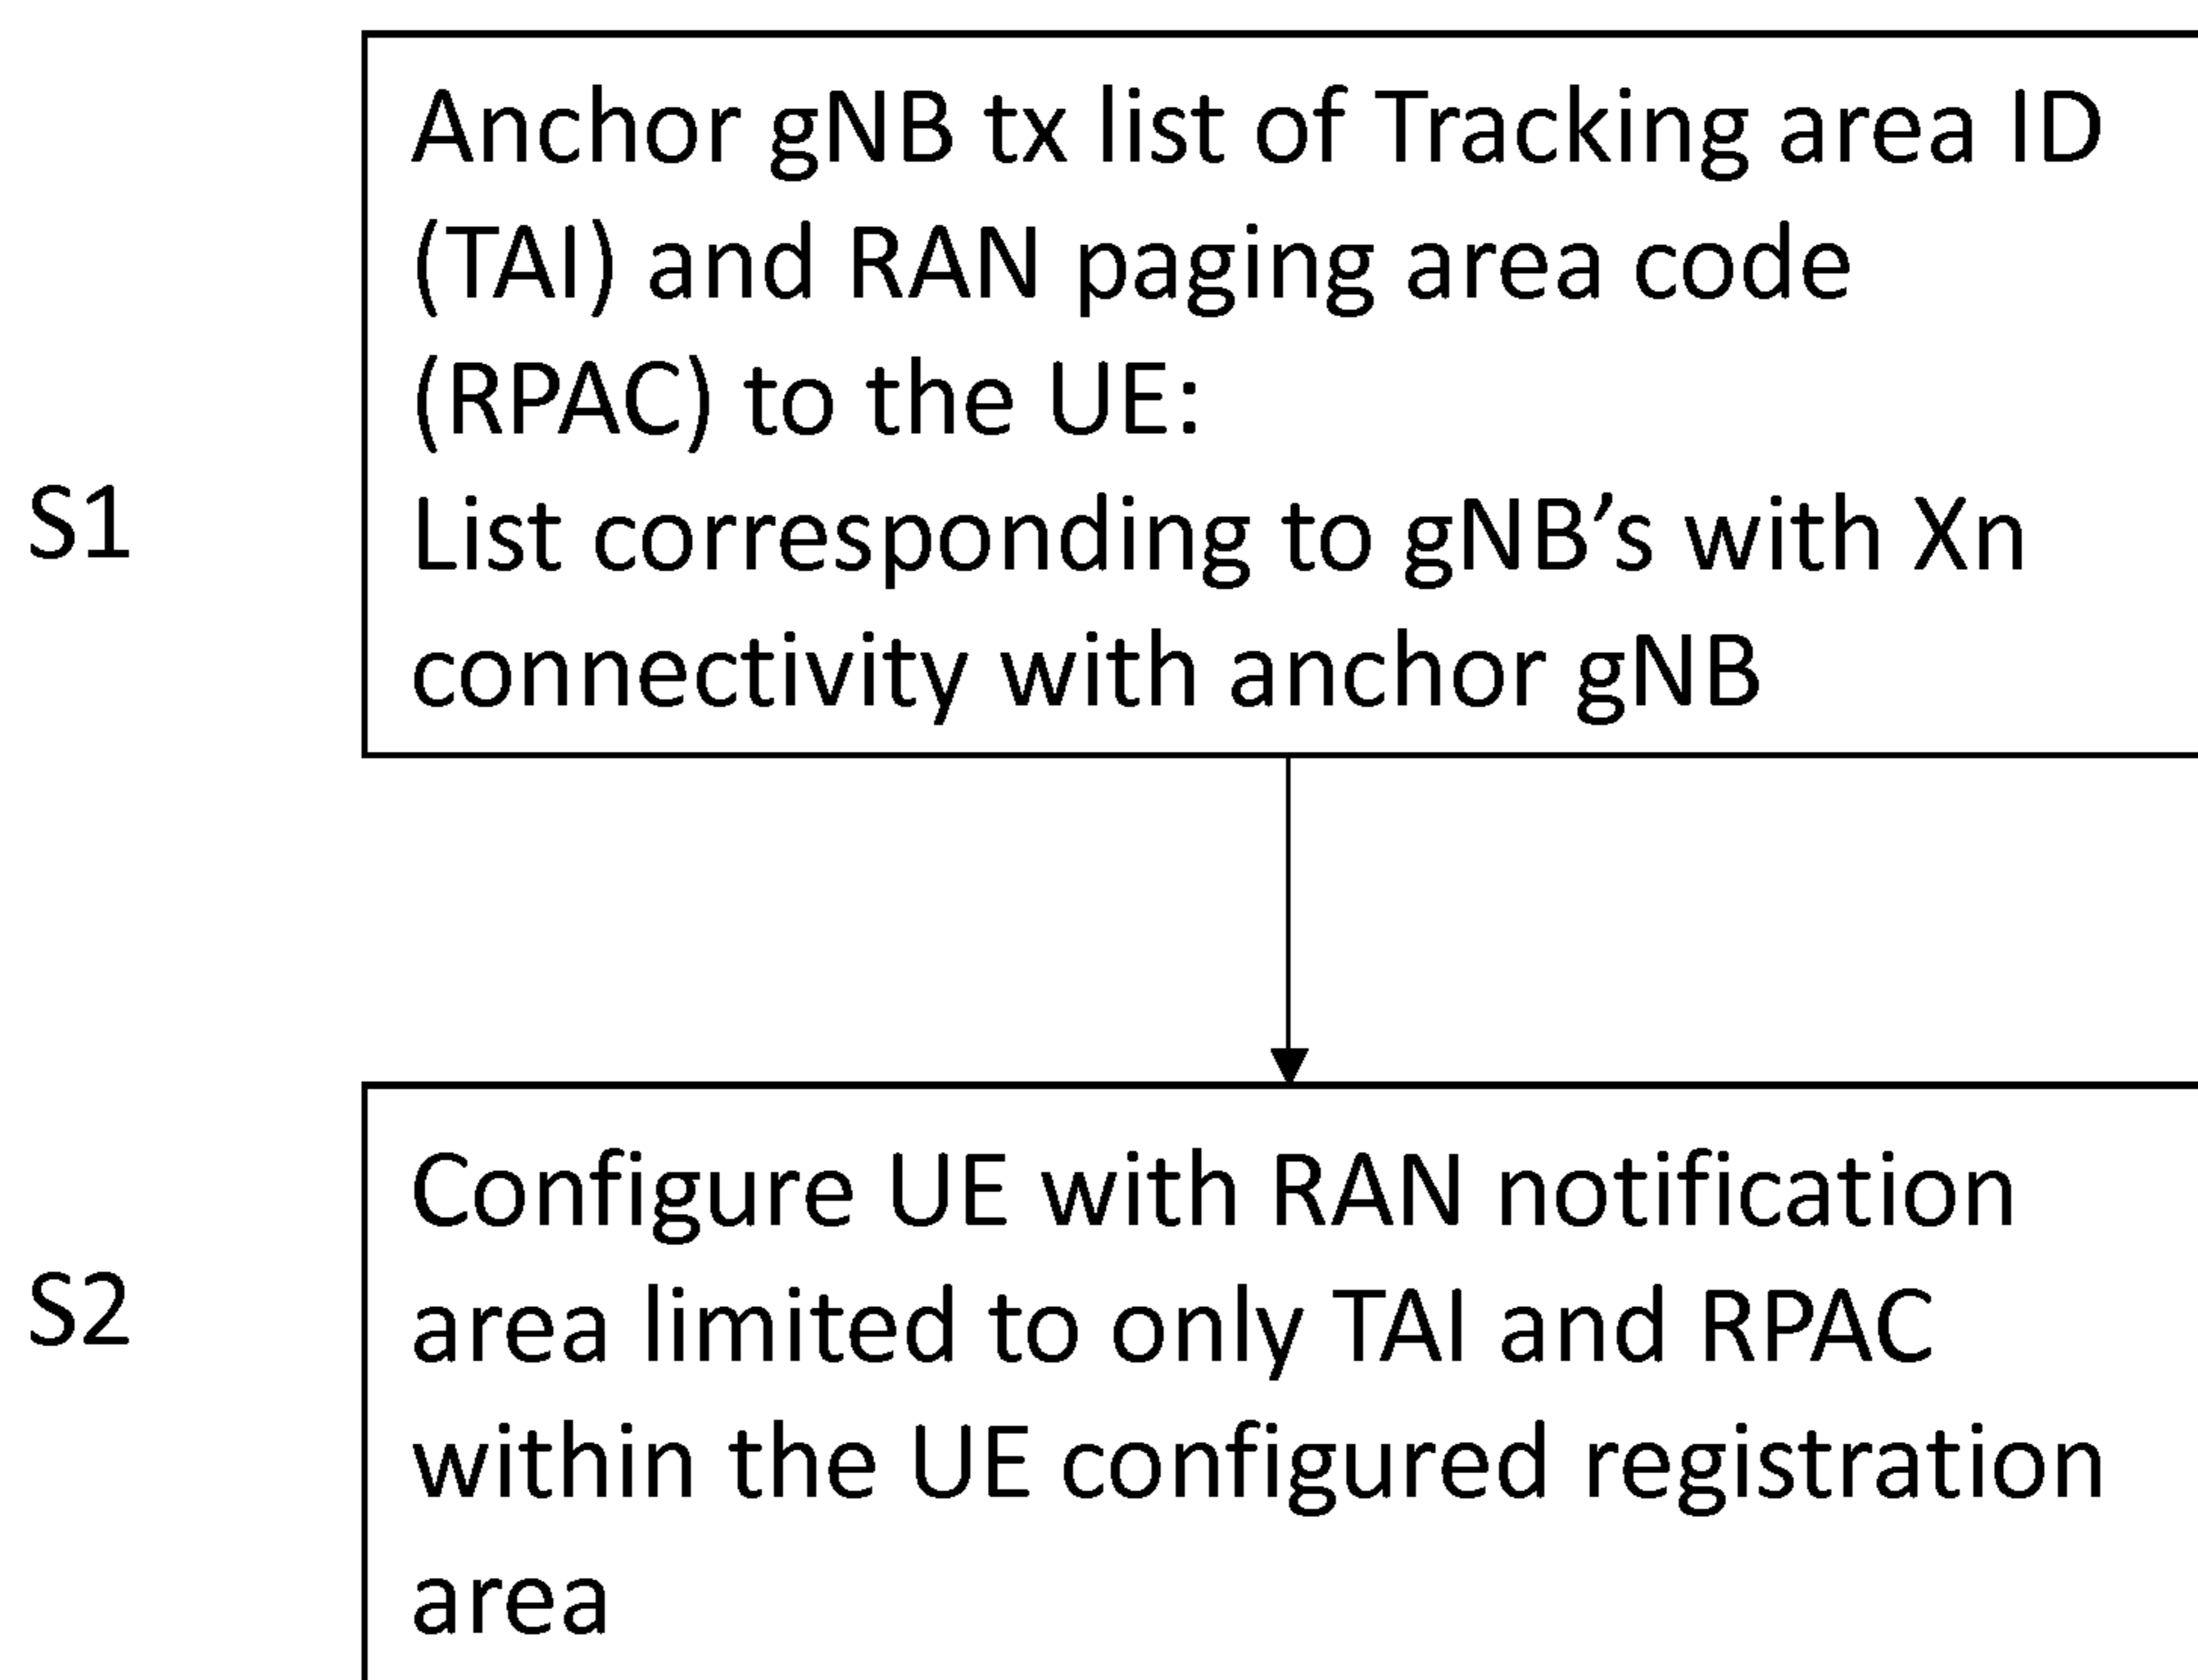 Anchor gNB tx list of Tracking area ID
(TAI) and RAN paging area code
(RPAC) to the UE:
S1
List corresponding to gNB’s with Xn
connectivity with anchor gNB
Configure UE with RAN notification
S2
area limited to only TAI and RPAC
within the UE configured registration
area